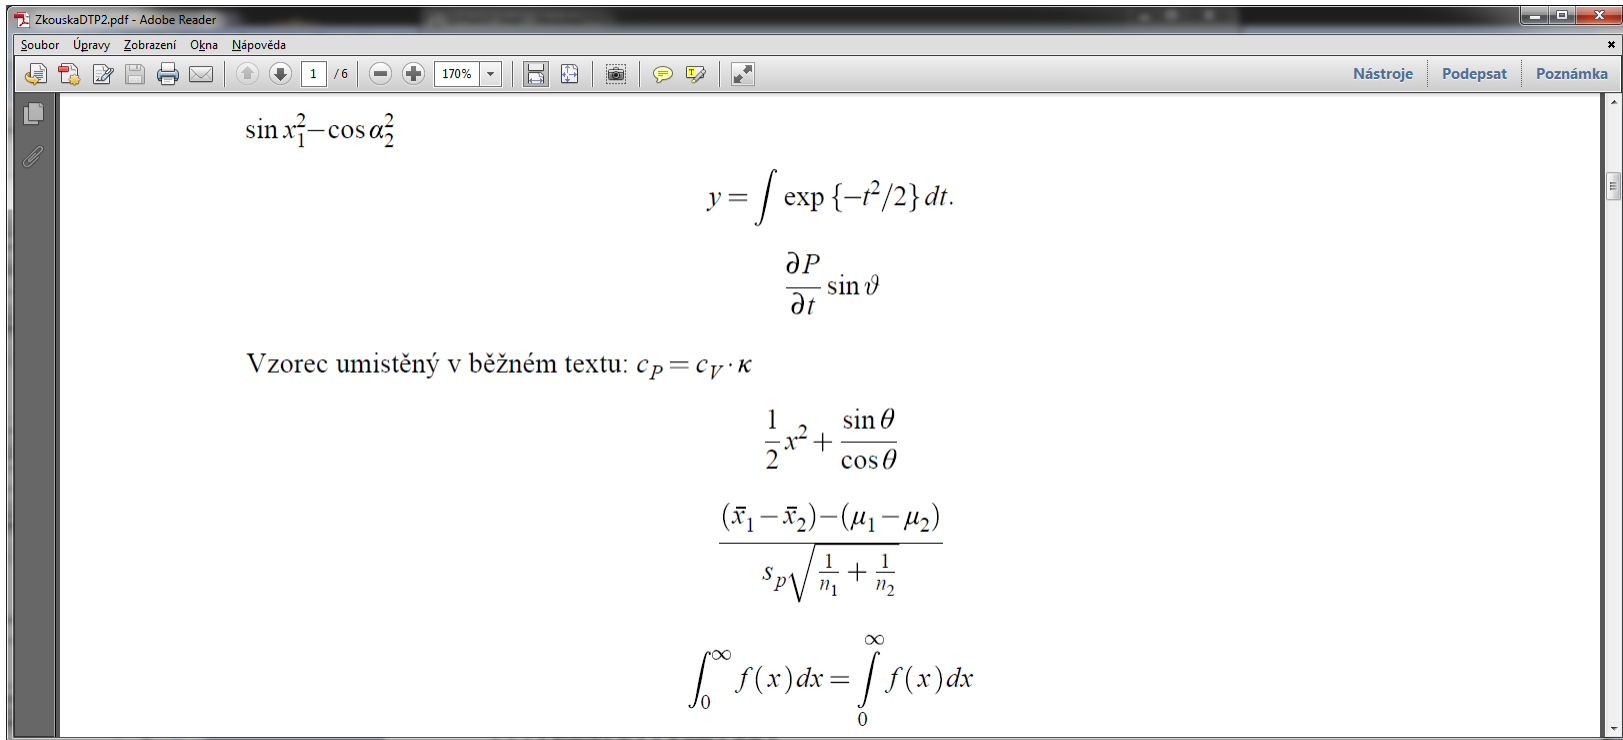 ZkouskaDTP2.pdf - Adobe Reader
Soubor Úpravy Zobrazení Okna Nápověda
1 / 6 170% Nástroje Podepsat Poznámka
sin x₁²−cos α₂²
y = ∫ exp {−t²/2} dt.
∂P/∂t sin ϑ
Vzorec umistěný v běžném textu: c_P = c_V · κ
1/2 x² + sin θ/cos θ
(x̄₁−x̄₂)−(μ₁−μ₂)
s_p√(1/n₁ + 1/n₂)
∫₀^∞ f(x)dx = ∫₀^∞ f(x)dx